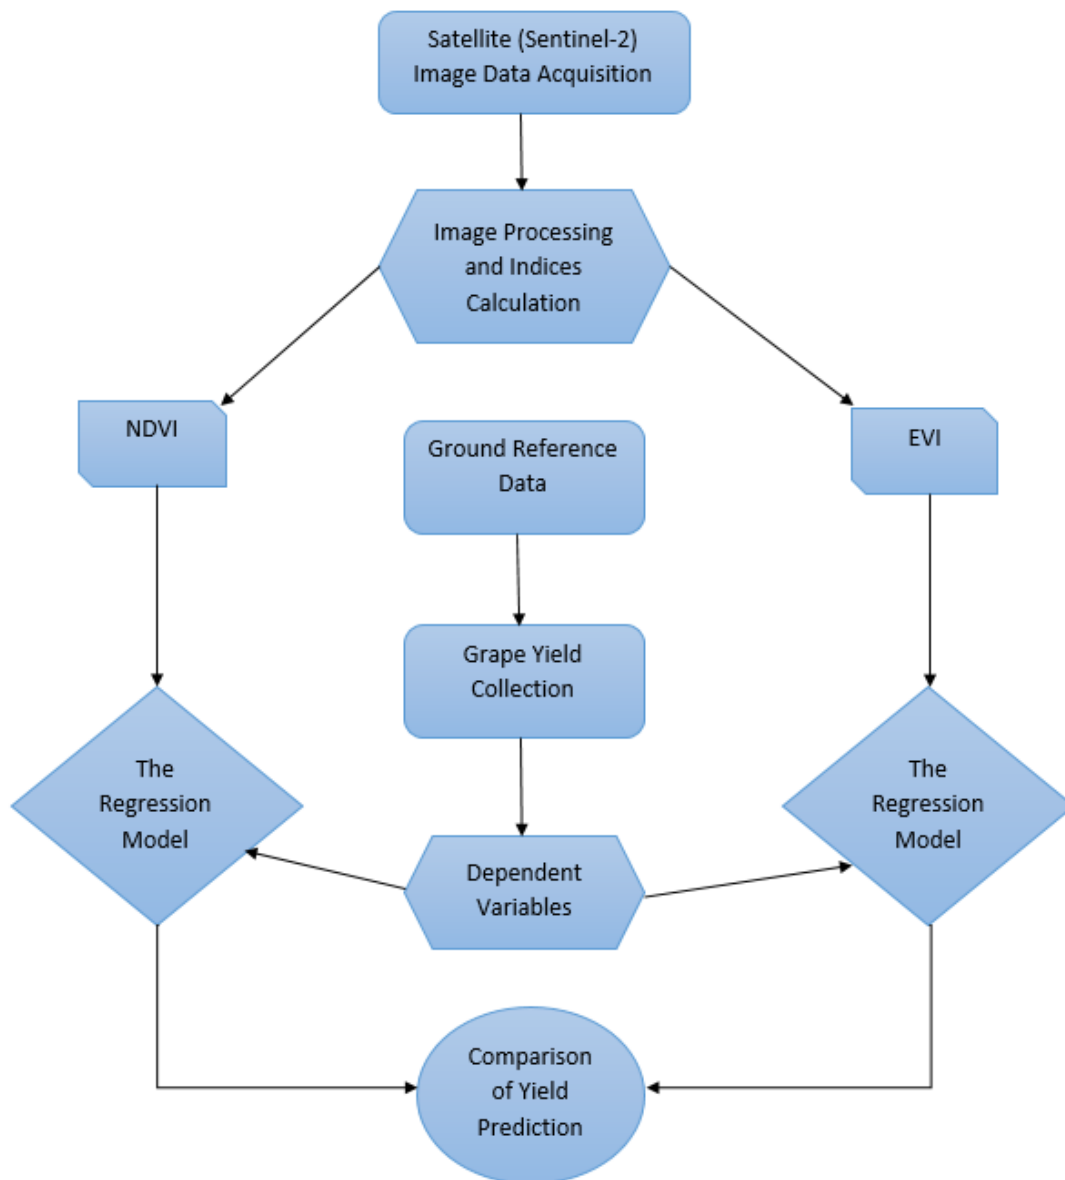 Satellite (Sentinel-2)
Image Data Acquisition
Image Processing
and Indices
Calculation
NDVI
EVI
Ground Reference
Data
Grape Yield
Collection
The
Regression
Model
The
Regression
Model
Dependent
Variables
Comparison
of Yield
Prediction